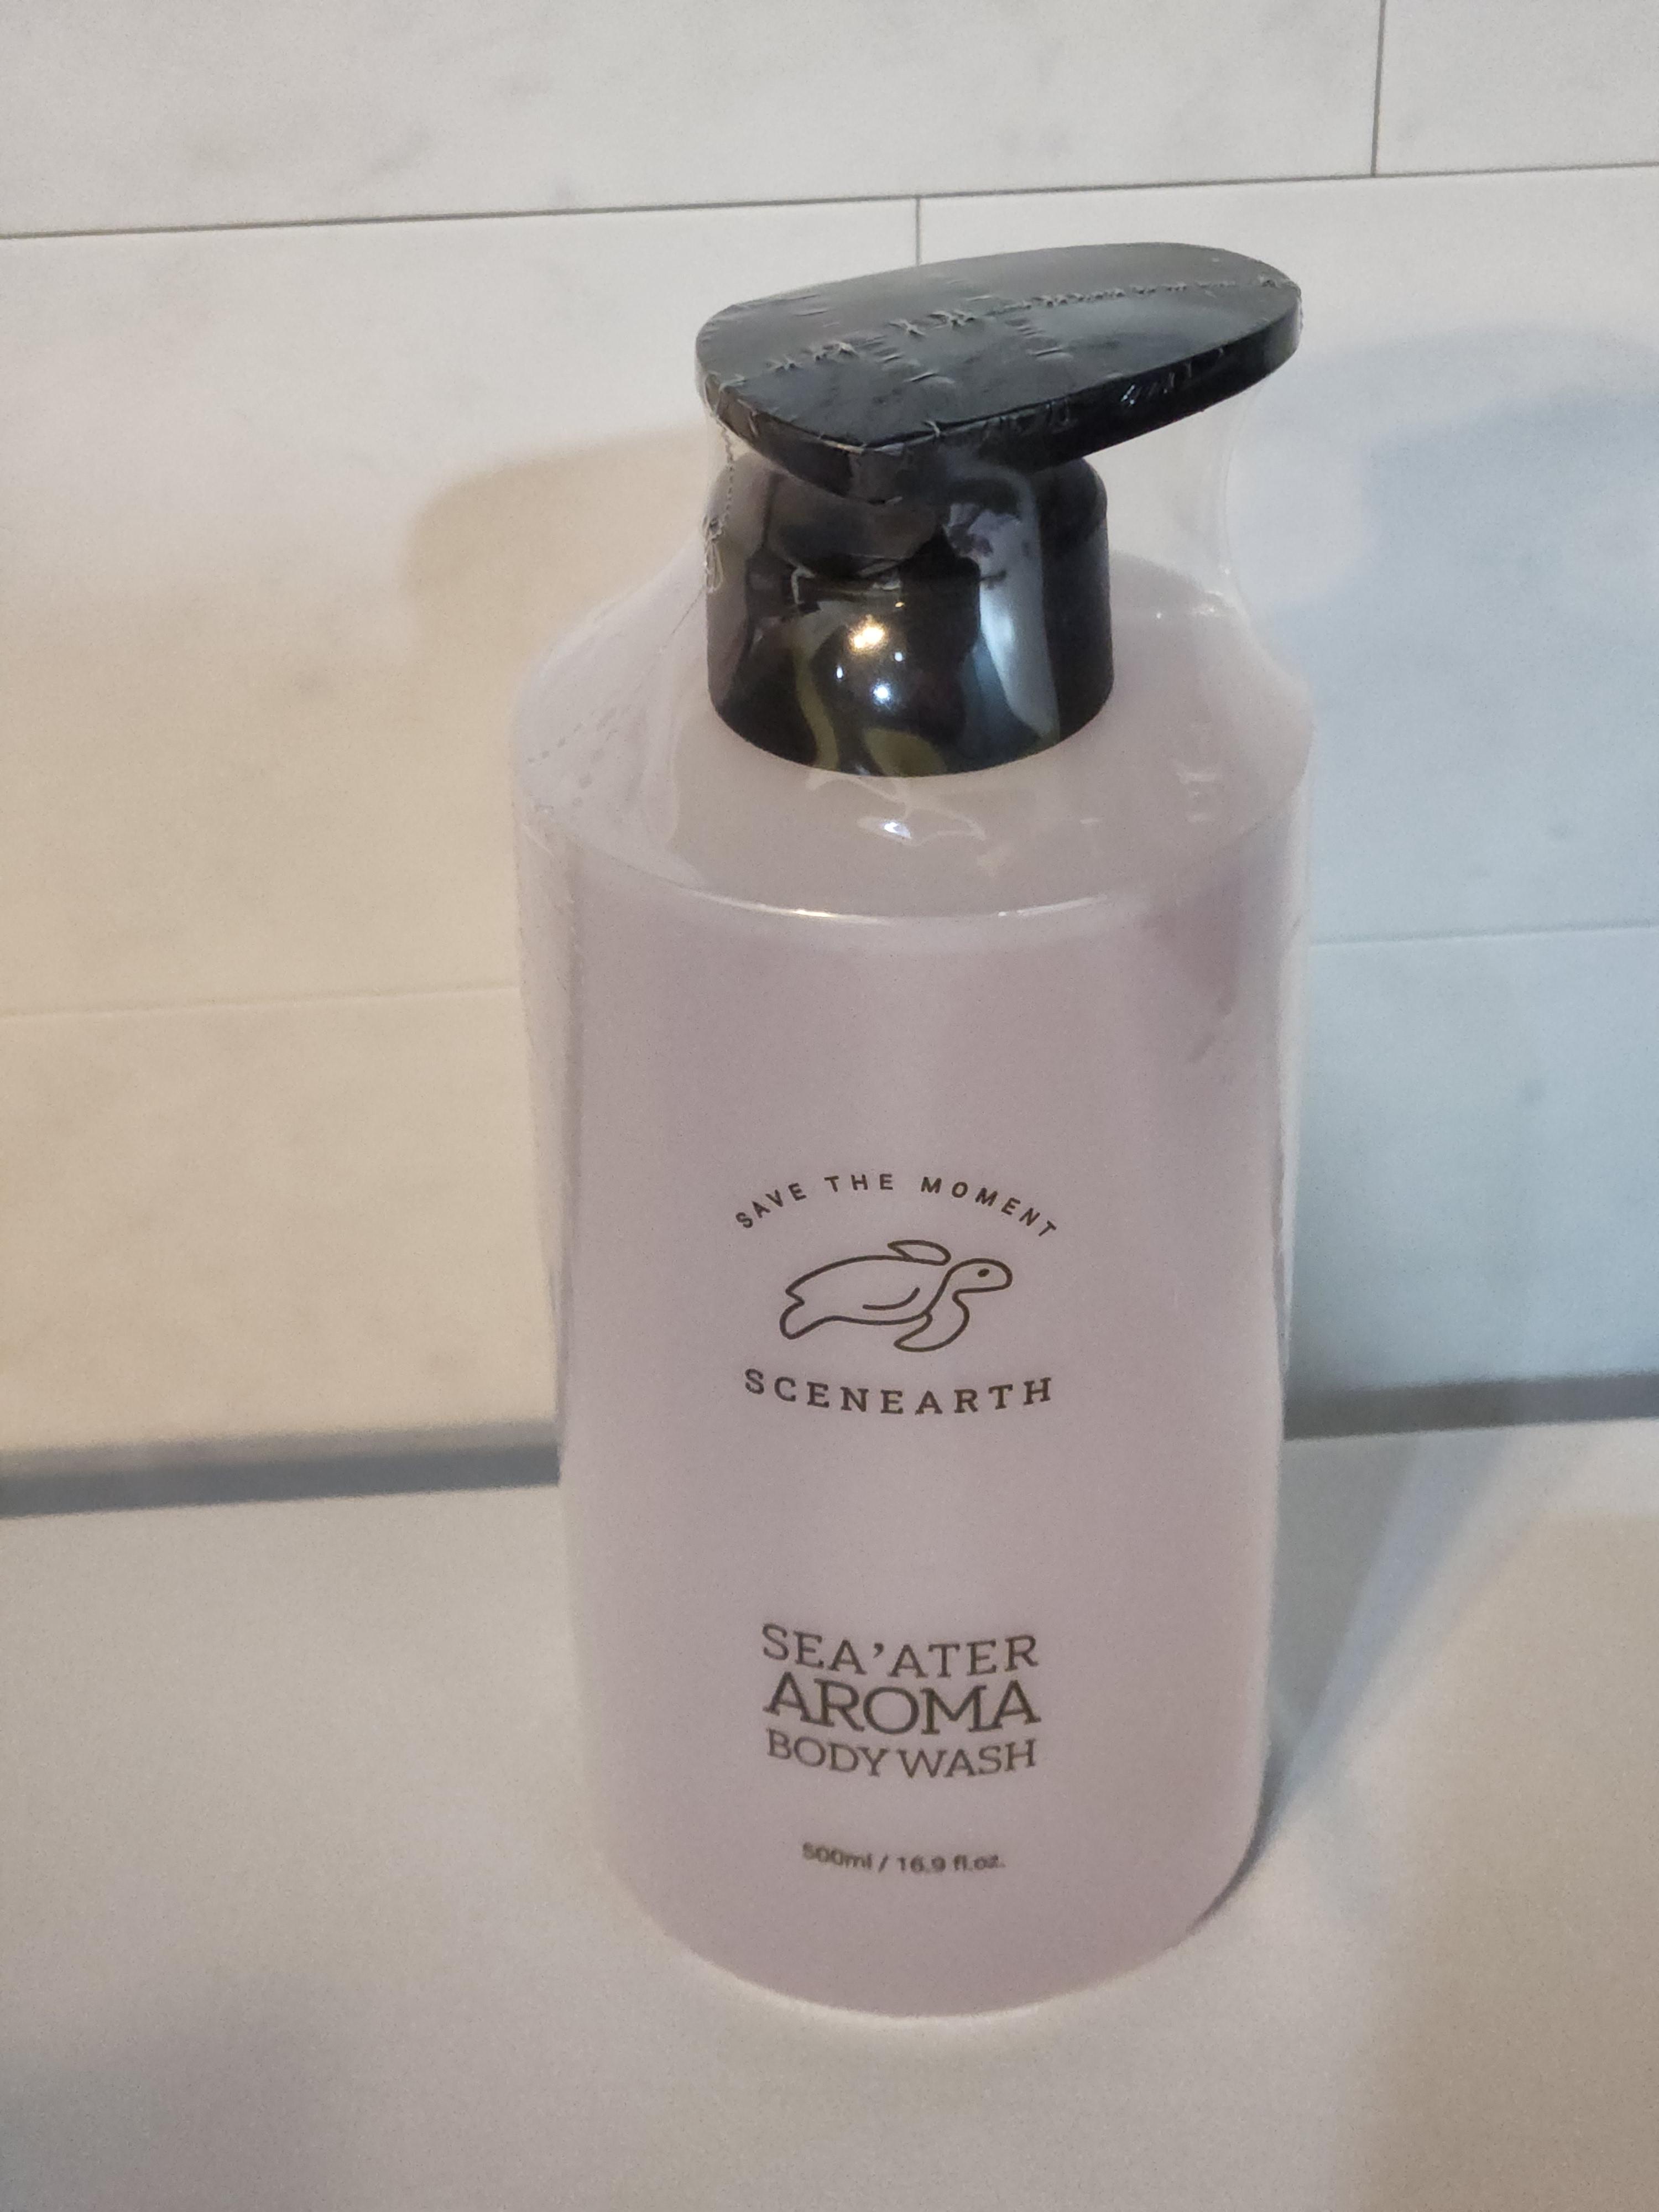 SAVE THE MOMENT
SCENEARTH
SEA'ATER
AROMA
BODY WASH
500ml / 16.9 fl.oz.